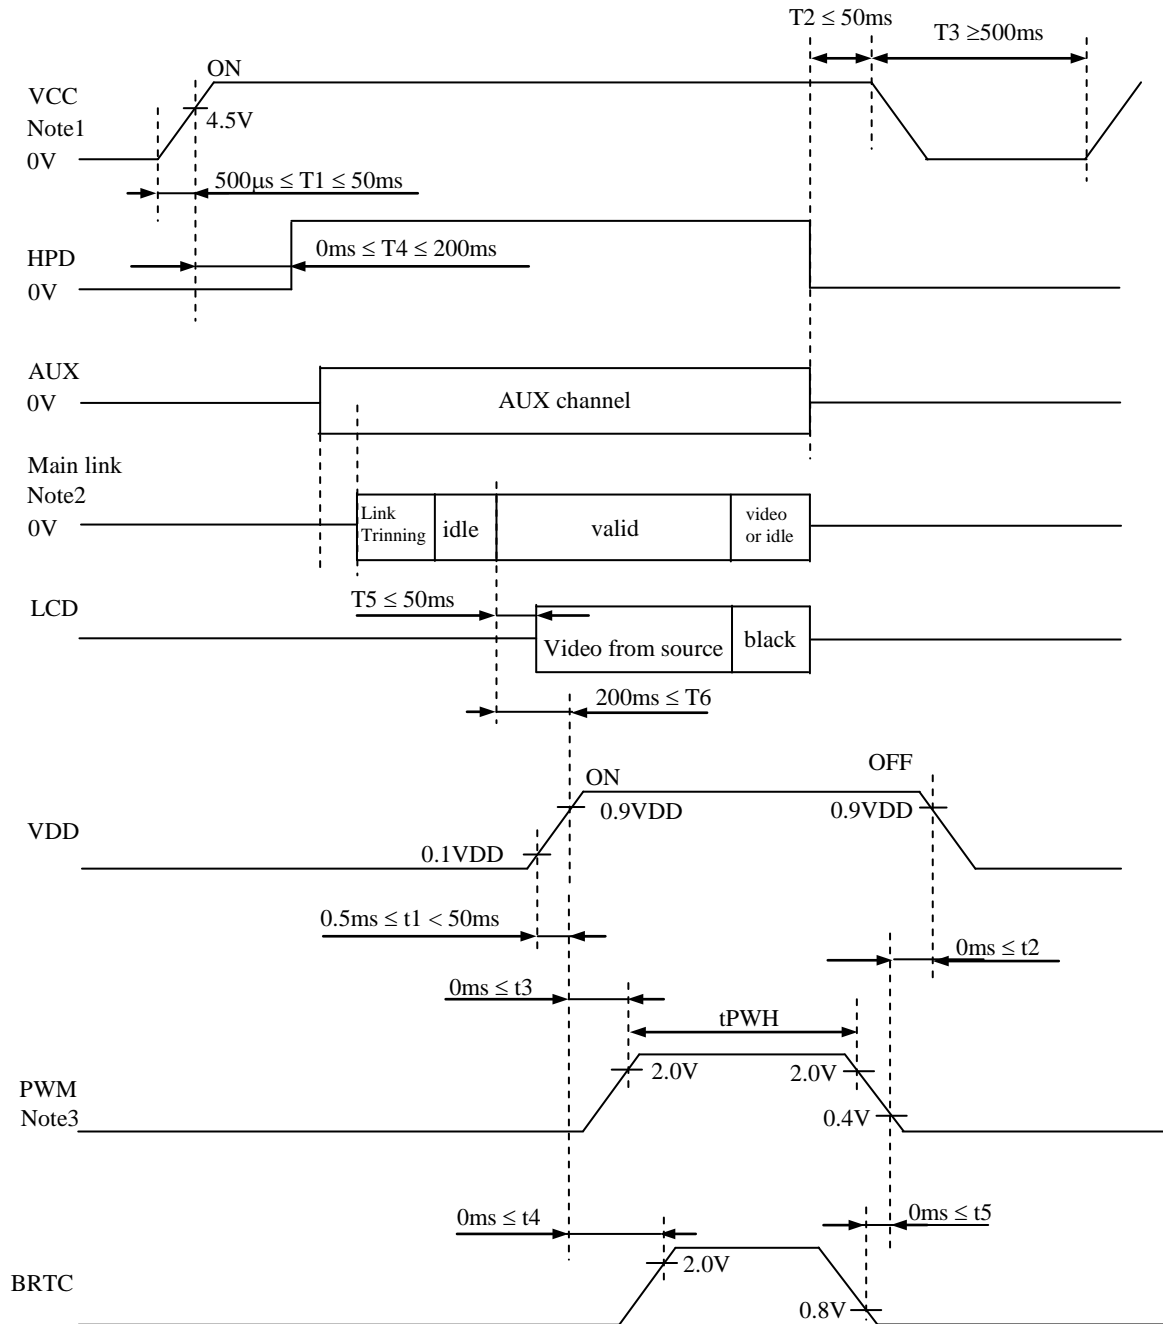 T2 ≤ 50ms
T3 ≥500ms
ON
VCC
Note1
0V
4.5V
500μs ≤ T1 ≤ 50ms
HPD
0V
0ms ≤ T4 ≤ 200ms
AUX
0V
AUX channel
Main link
Note2
0V
Link
Trinning
idle
valid
video
or idle
T5 ≤ 50ms
LCD
Video from source
black
200ms ≤ T6
ON
OFF
VDD
0.9VDD
0.9VDD
0.1VDD
0.5ms ≤ t1 < 50ms
0ms ≤ t2
0ms ≤ t3
tPWH
PWM
Note3
2.0V
2.0V
0.4V
0ms ≤ t4
0ms ≤ t5
BRTC
2.0V
0.8V